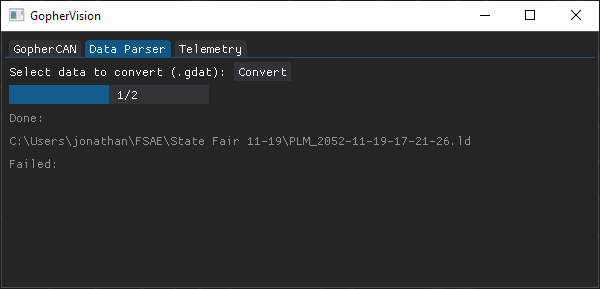 GopherVision
GopherCAN Data Parser Telemetry
Select data to convert (.gdat): Convert
1/2
Done:
C:\Users\jonathan\FSAE\State Fair 11-19\PLM_2052-11-19-17-21-26.ld
Failed: